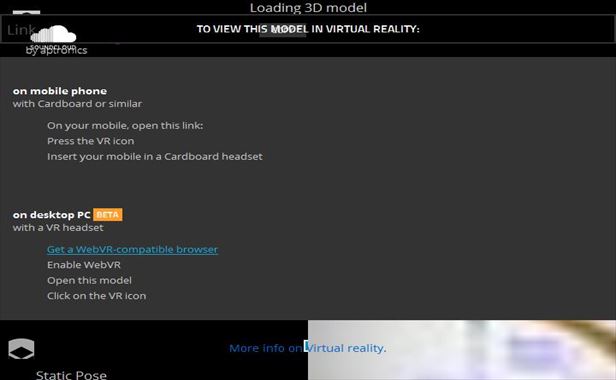 Loading 3D model
Link
SOUNDCLOUD
TO VIEW THIS MODEL IN VIRTUAL REALITY:
by aptronics
on mobile phone
with Cardboard or similar
On your mobile, open this link:
Press the VR icon
Insert your mobile in a Cardboard headset
on desktop PC BETA
with a VR headset
Get a WebVR-compatible browser
Enable WebVR
Open this model
Click on the VR icon
More info on Virtual reality.
Static Pose